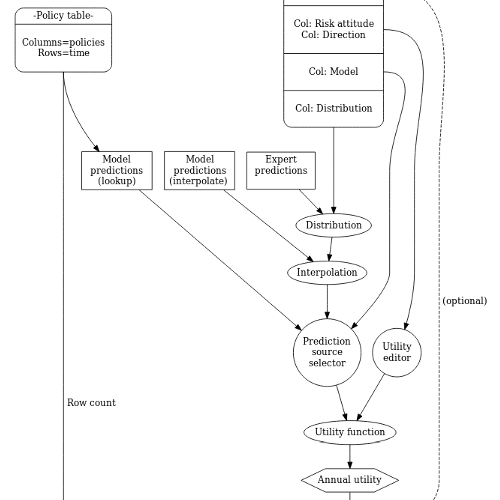 -Policy table-
Columns=policies
Rows=time
Col: Risk attitude
Col: Direction
Col: Model
Col: Distribution
Model
predictions
(lookup)
Model
predictions
(interpolate)
Expert
predictions
Distribution
Interpolation
(optional)
Prediction
source
selector
Utility
editor
Row count
Utility function
Annual utility